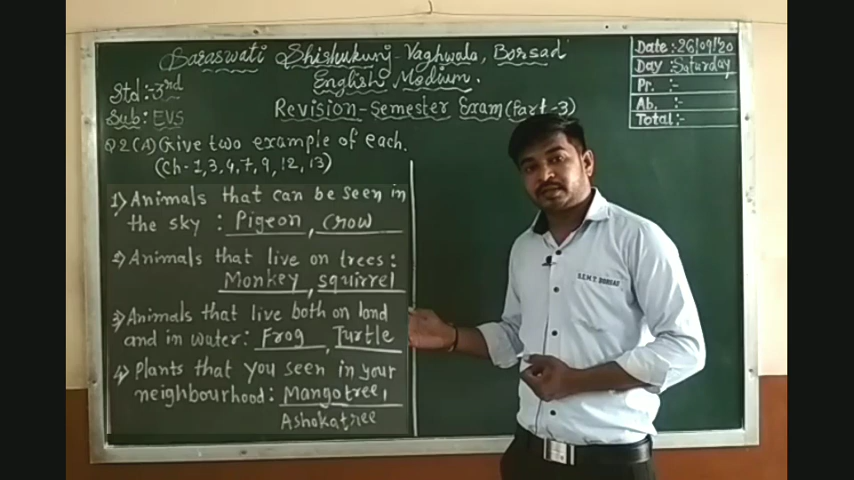 Saraswati Shishukunj-Vaghwala, Borsad
English Medium.
Std:-3rd
Sub: EVS
Revision-Semester Exam (Part-3)
Date:-26/09/'20
Day:-Saturday
Pr. :-
Ab. :-
Total:-
Q2(A) Give two example of each.
(Ch-1,3,4,7,9,12,13)
1) Animals that can be seen in
the sky : Pigeon, Crow
2) Animals that live on trees:
Monkey, squirrel
3) Animals that live both on land
and in water: Frog, Turtle
4) Plants that you seen in your
neighbourhood: Mango tree,
Ashoka tree